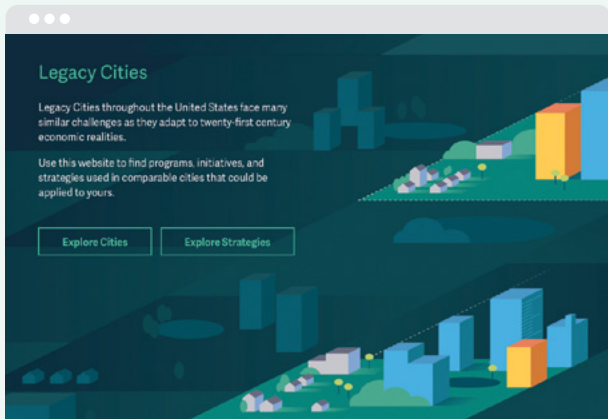 Legacy Cities
Legacy Cities throughout the United States face many
similar challenges as they adapt to twenty-first century
economic realities.
Use this website to find programs, initiatives, and
strategies used in comparable cities that could be
applied to yours.
Explore Cities
Explore Strategies